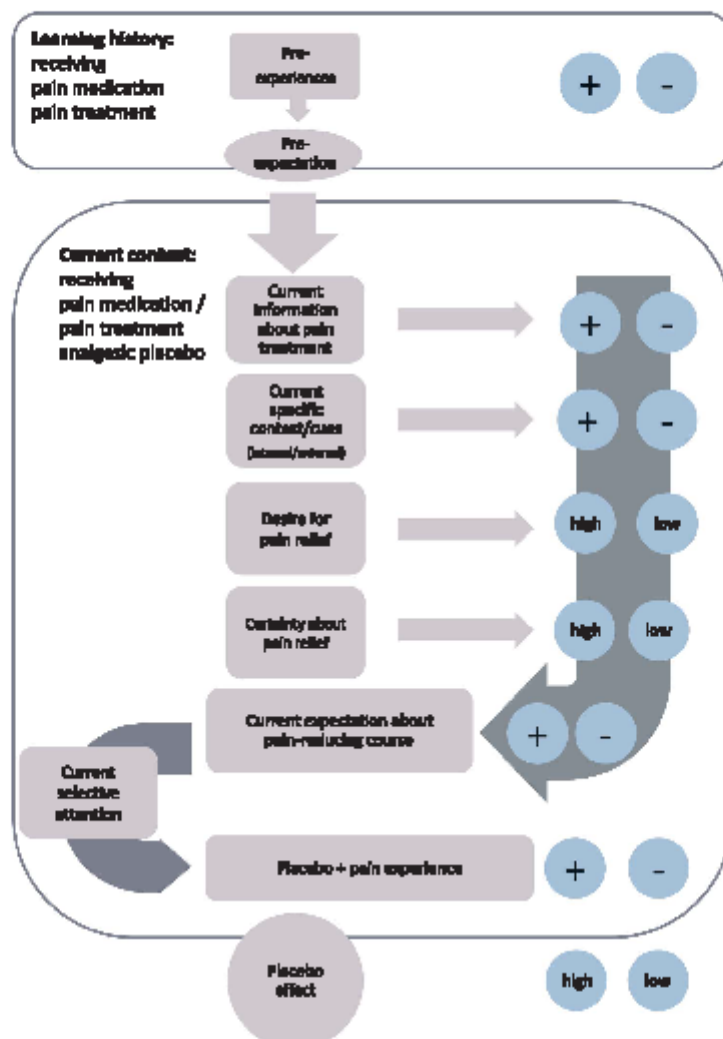 Learning history:
receiving
pain medication
pain treatment
Pre-
experiences
+
-
Pre-
expectation
Current context:
receiving
pain medication /
pain treatment
analgesic placebo
Current
information
about pain
treatment
+
-
Current
specific
context/cues
+
-
Desire for
pain relief
high
low
Certainty about
pain relief
high
low
Current expectation about
pain-reducing course
+
-
Current
selective
attention
Placebo + pain experience
+
-
Placebo
effect
high
low